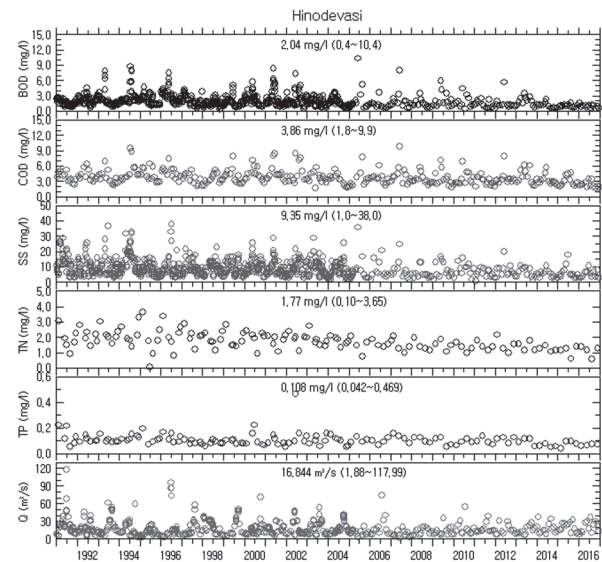 Hinodevasi
BOD (mg/l)
15,0
12,0
9,0
6,0
3,0
0,0
2,04 mg/l (0,4~10,4)
COD (mg/l)
15,0
12,0
9,0
6,0
3,0
0,0
3,86 mg/l (1,8~9,9)
SS (mg/l)
50
40
30
20
10
0
9,35 mg/l (1,0~38,0)
TN (mg/l)
5,0
4,0
3,0
2,0
1,0
0,0
1,77 mg/l (0,10~3,65)
TP (mg/l)
0,6
0,4
0,2
0,0
0,108 mg/l (0,042~0,469)
Q (m³/s)
120
90
60
30
0
16,844 m³/s (1,88~117,99)
1992 1994 1996 1998 2000 2002 2004 2006 2008 2010 2012 2014 2016